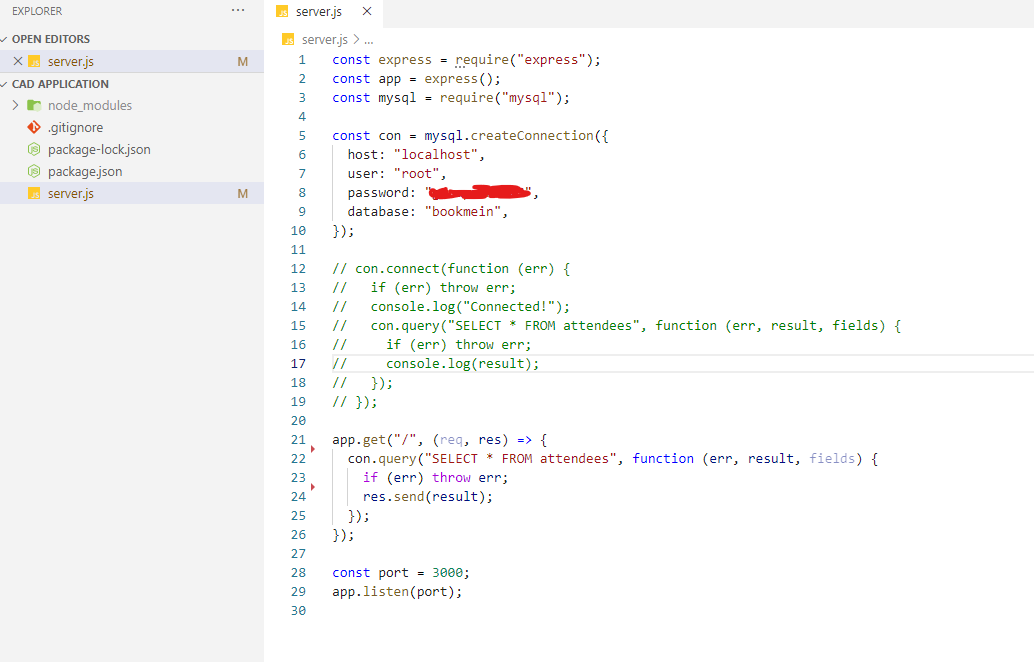 EXPLORER
...
OPEN EDITORS
server.js M
CAD APPLICATION
node_modules
.gitignore
package-lock.json
package.json
server.js M
JS server.js
JS server.js > ...
1 const express = require("express");
2 const app = express();
3 const mysql = require("mysql");
4
5 const con = mysql.createConnection({
6 host: "localhost",
7 user: "root",
8 password: "",
9 database: "bookmein",
10 });
11
12 // con.connect(function (err) {
13 //   if (err) throw err;
14 //   console.log("Connected!");
15 //   con.query("SELECT * FROM attendees", function (err, result, fields) {
16 //     if (err) throw err;
17 //     console.log(result);
18 //   });
19 // });
20
21 app.get("/", (req, res) => {
22 con.query("SELECT * FROM attendees", function (err, result, fields) {
23 if (err) throw err;
24 res.send(result);
25 });
26 });
27
28 const port = 3000;
29 app.listen(port);
30